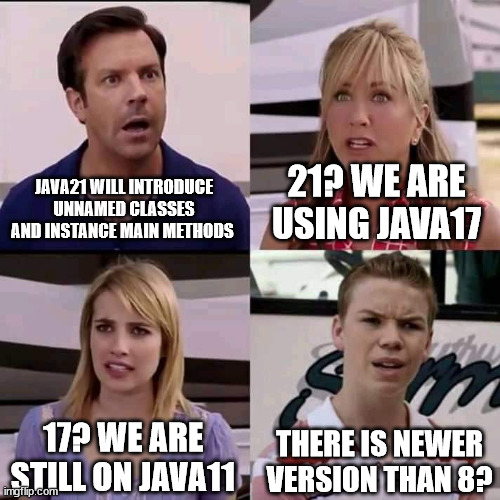 JAVA21 WILL INTRODUCE
UNNAMED CLASSES
AND INSTANCE MAIN METHODS
21? WE ARE
USING JAVA17
17? WE ARE
STILL ON JAVA11
THERE IS NEWER
VERSION THAN 8?
imgflip.com